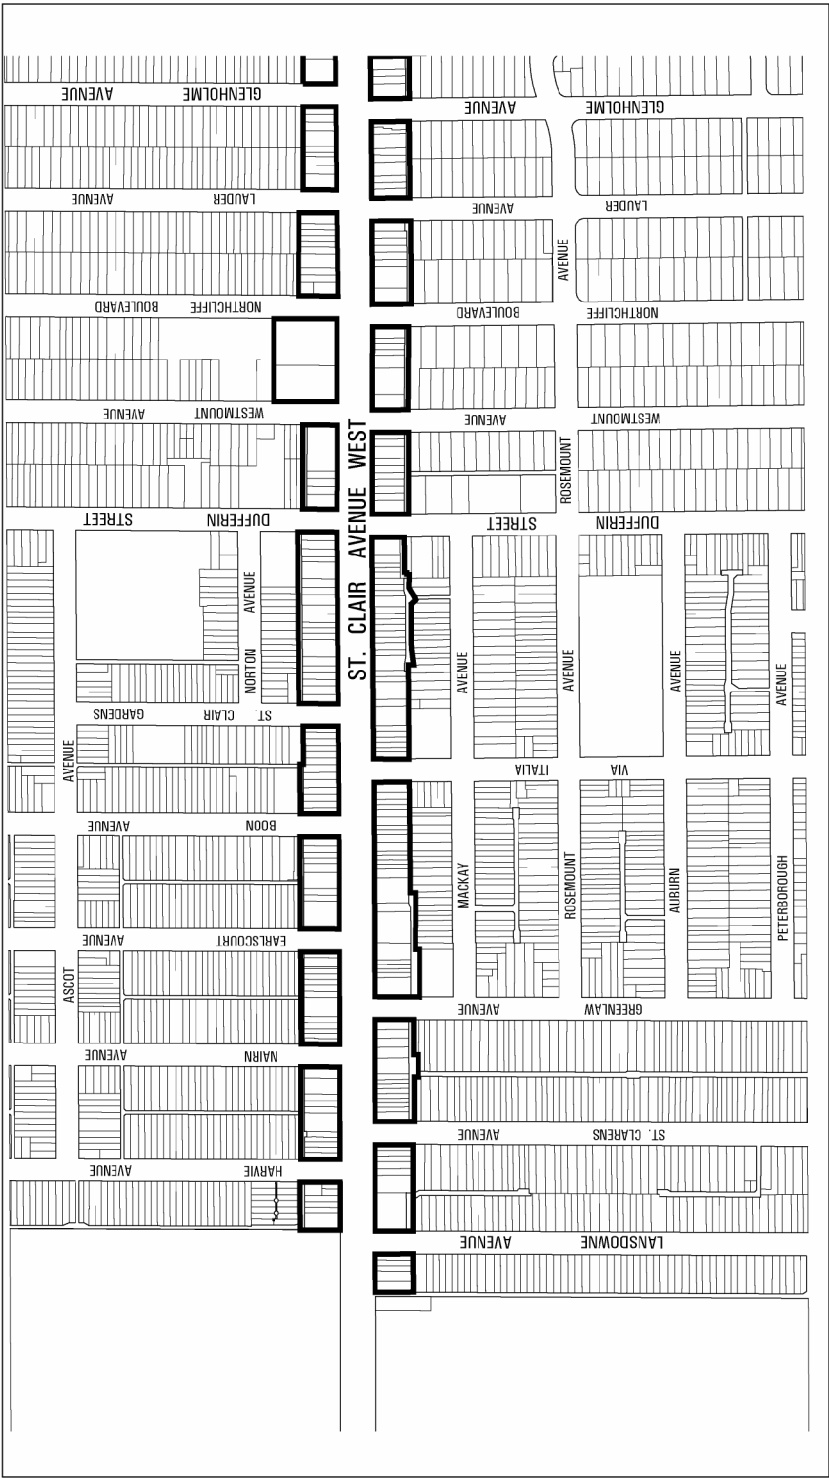 GLENHOLME AVENUE
AVENUE GLENHOLME
LAUDER AVENUE
AVENUE LAUDER
AVENUE
NORTHCLIFFE BOULEVARD
BOULEVARD NORTHCLIFFE
WESTMOUNT AVENUE
AVENUE WESTMOUNT
ROSEMOUNT
DUFFERIN STREET
STREET DUFFERIN
ST. CLAIR AVENUE WEST
NORTON AVENUE
AVENUE
AVENUE
AVENUE
AVENUE
ST. CLAIR GARDENS
AVENUE
VIA ITALIA
BOON AVENUE
MACKAY
ROSEMOUNT
AUBURN
PETERBOROUGH
EARLSCOURT AVENUE
ASCOT
GREENLAW AVENUE
NAIRN AVENUE
ST. CLARENS AVENUE
HARVIE AVENUE
LANSDOWNE AVENUE